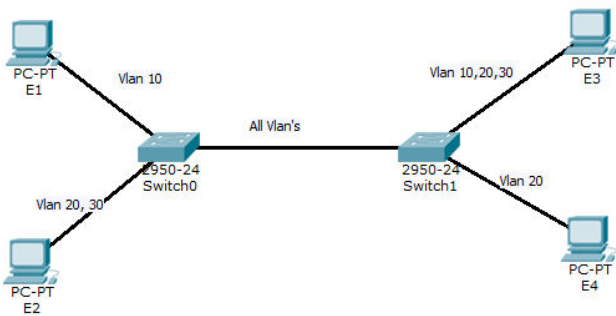 PC-PT
E1
Vlan 10
All Vlan's
Vlan 10,20,30
PC-PT
E3
2950-24
Switch0
2950-24
Switch1
Vlan 20, 30
Vlan 20
PC-PT
E2
PC-PT
E4